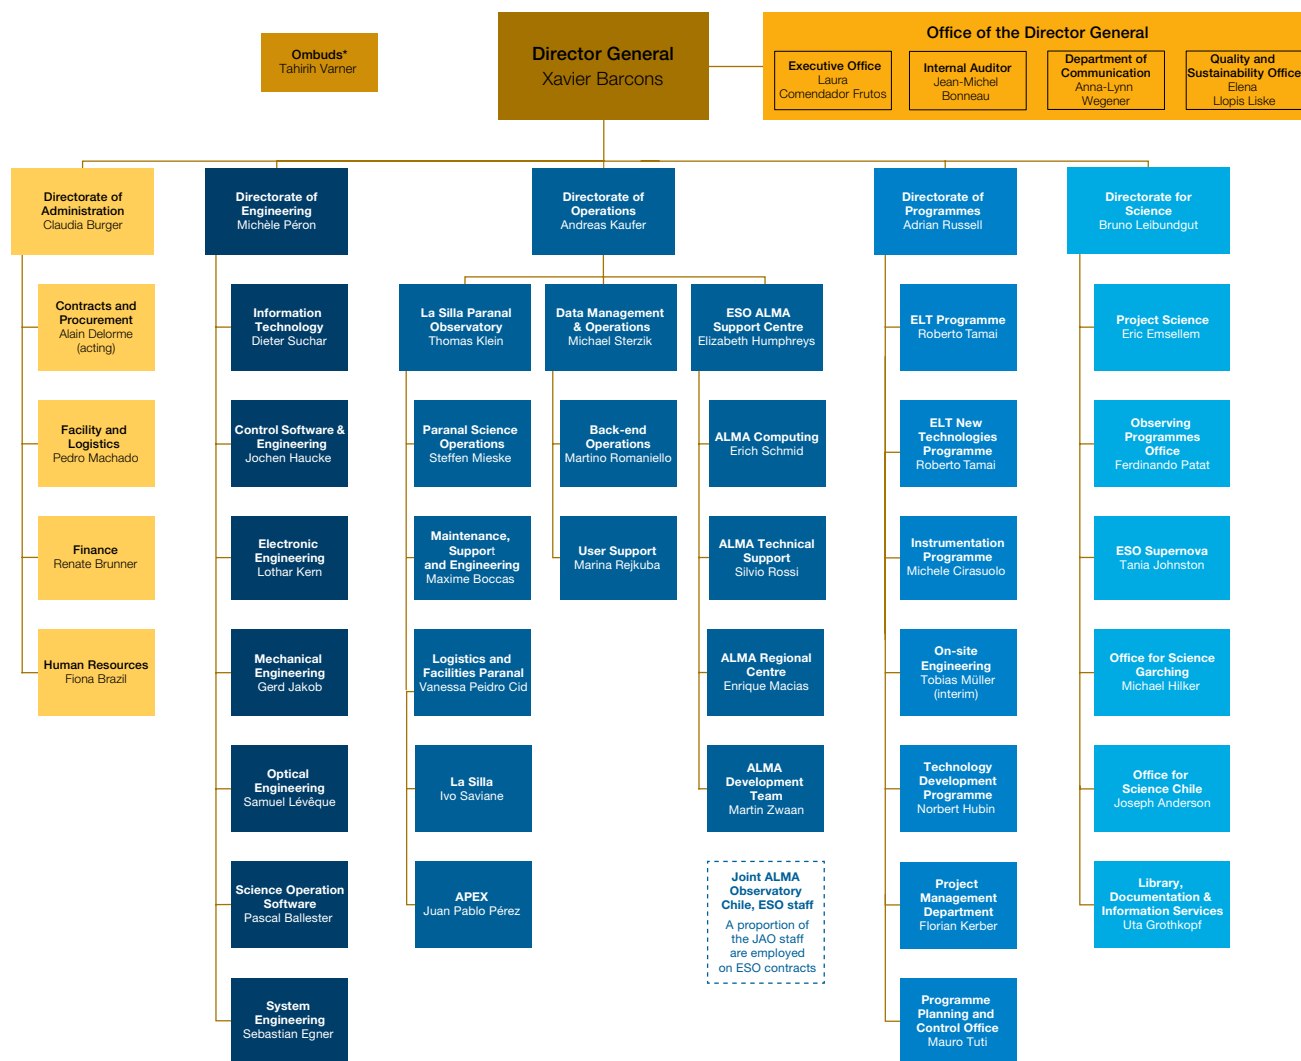 Ombuds*
Tahirih Varner
Director General
Xavier Barcons
Office of the Director General
Executive Office
Laura
Comendador Frutos
Internal Auditor
Jean-Michel
Bonneau
Department of
Communication
Anna-Lynn
Wegener
Quality and
Sustainability Office
Elena
Llopis Liske
Directorate of
Administration
Claudia Burger
Directorate of
Engineering
Michèle Péron
Directorate of
Operations
Andreas Kaufer
Directorate of
Programmes
Adrian Russell
Directorate for
Science
Bruno Leibundgut
Contracts and
Procurement
Alain Delorme
(acting)
Facility and
Logistics
Pedro Machado
Finance
Renate Brunner
Human Resources
Fiona Brazil
Information
Technology
Dieter Suchar
Control Software &
Engineering
Jochen Haucke
Electronic
Engineering
Lothar Kern
Mechanical
Engineering
Gerd Jakob
Optical
Engineering
Samuel Lévêque
Science Operation
Software
Pascal Ballester
System
Engineering
Sebastian Egner
La Silla Paranal
Observatory
Thomas Klein
Paranal Science
Operations
Steffen Mieske
Maintenance,
Support
and Engineering
Maxime Boccas
Logistics and
Facilities Paranal
Vanessa Peidro Cid
La Silla
Ivo Saviane
APEX
Juan Pablo Pérez
Data Management
& Operations
Michael Sterzik
Back-end
Operations
Martino Romaniello
User Support
Marina Rejkuba
ESO ALMA
Support Centre
Elizabeth Humphreys
ALMA Computing
Erich Schmid
ALMA Technical
Support
Silvio Rossi
ALMA Regional
Centre
Enrique Macias
ALMA
Development
Team
Martin Zwaan
Joint ALMA
Observatory
Chile, ESO staff
A proportion of
the JAO staff
are employed
on ESO contracts
ELT Programme
Roberto Tamai
ELT New
Technologies
Programme
Roberto Tamai
Instrumentation
Programme
Michele Cirasuolo
On-site
Engineering
Tobias Müller
(interim)
Technology
Development
Programme
Norbert Hubin
Project
Management
Department
Florian Kerber
Programme
Planning and
Control Office
Mauro Tuti
Project Science
Eric Emsellem
Observing
Programmes
Office
Ferdinando Patat
ESO Supernova
Tania Johnston
Office for Science
Garching
Michael Hilker
Office for
Science Chile
Joseph Anderson
Library,
Documentation &
Information Services
Uta Grothkopf